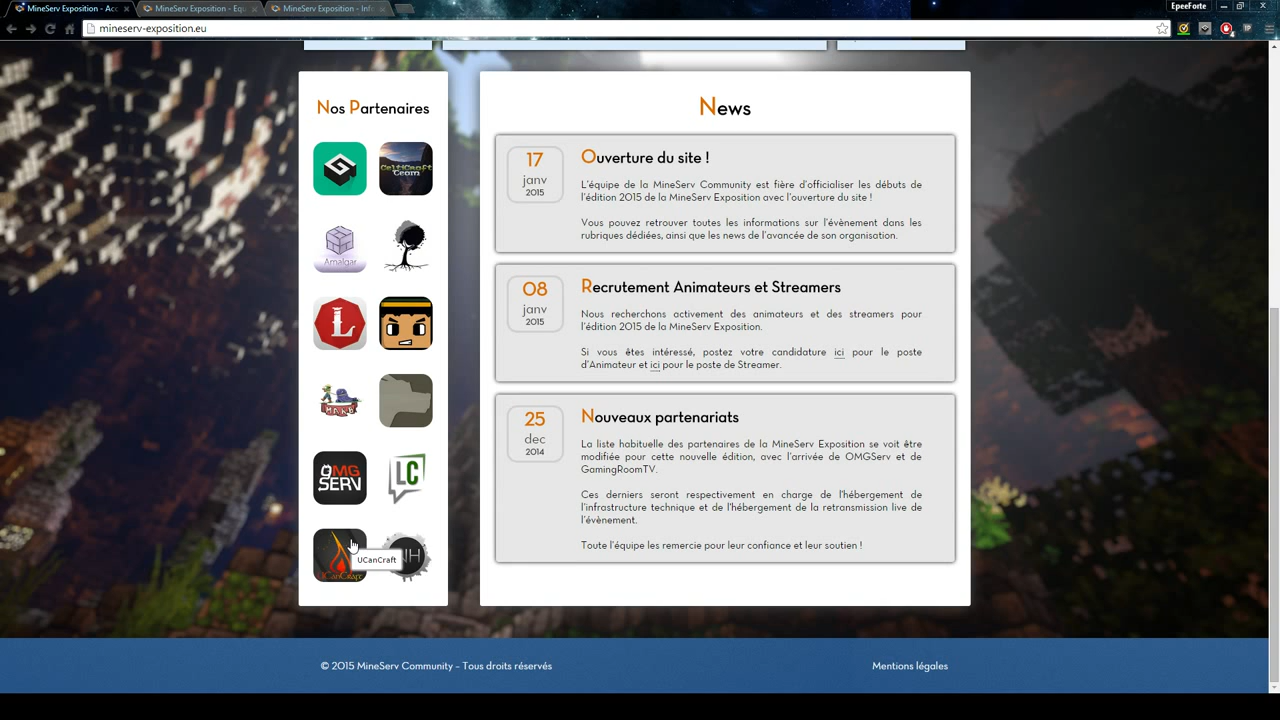 MineServ Exposition - Acc
MineServ Exposition - Equ
MineServ Exposition - Info
EpeeForte
mineserv-exposition.eu
Nos Partenaires
CeltiCraft
Team
Amalgar
L
OMG
SERV
LC
UCanCraft
NH
UCanCraft
News
17
janv
2015
Ouverture du site !
L'équipe de la MineServ Community est fière d'officialiser les débuts de
l'édition 2015 de la MineServ Exposition avec l'ouverture du site !
Vous pouvez retrouver toutes les informations sur l'évènement dans les
rubriques dédiées, ainsi que les news de l'avancée de son organisation.
08
janv
2015
Recrutement Animateurs et Streamers
Nous recherchons activement des animateurs et des streamers pour
l'édition 2015 de la MineServ Exposition.
Si vous êtes intéressé, postez votre candidature ici pour le poste
d'Animateur et ici pour le poste de Streamer.
25
dec
2014
Nouveaux partenariats
La liste habituelle des partenaires de la MineServ Exposition se voit être
modifiée pour cette nouvelle édition, avec l'arrivée de OMGServ et de
GamingRoomTV.
Ces derniers seront respectivement en charge de l'hébergement de
l'infrastructure technique et de l'hébergement de la retransmission live de
l'évènement.
Toute l'équipe les remercie pour leur confiance et leur soutien !
© 2015 MineServ Community – Tous droits réservés
Mentions légales